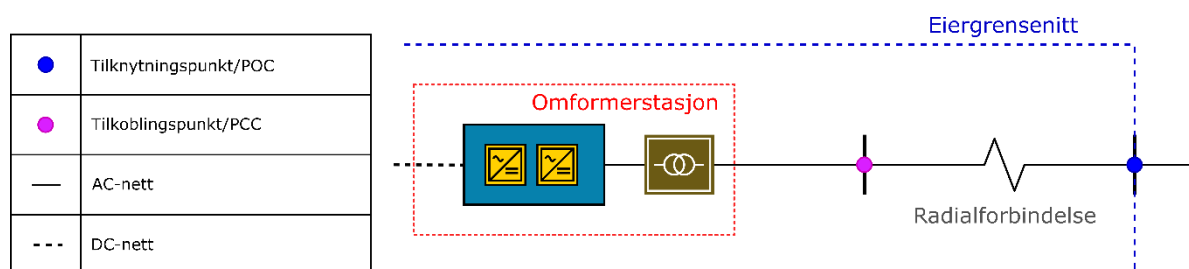 Eiergrensenitt
Tilknytningspunkt/POC
Tilkoblingspunkt/PCC
AC-nett
DC-nett
Omformerstasjon
Radialforbindelse